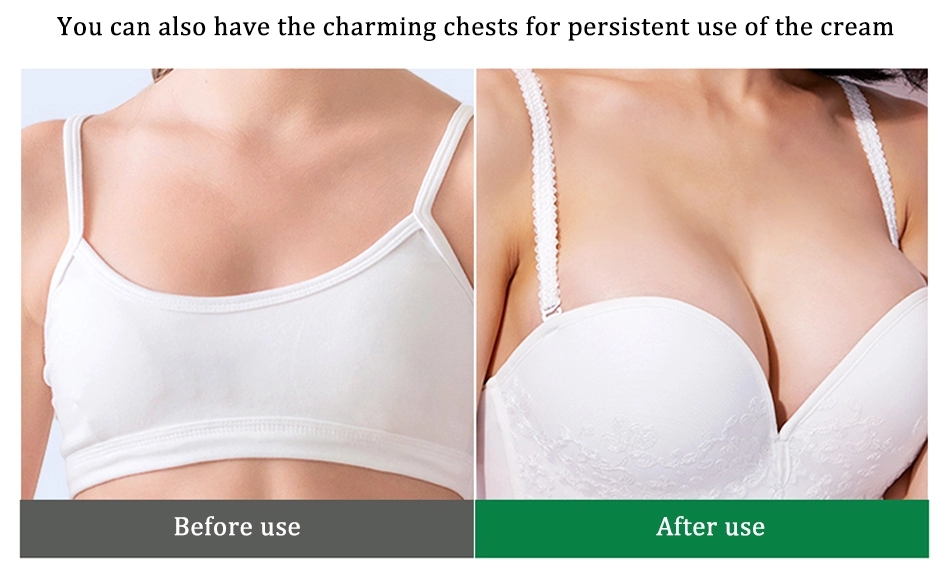 You can also have the charming chests for persistent use of the cream
Before use
After use